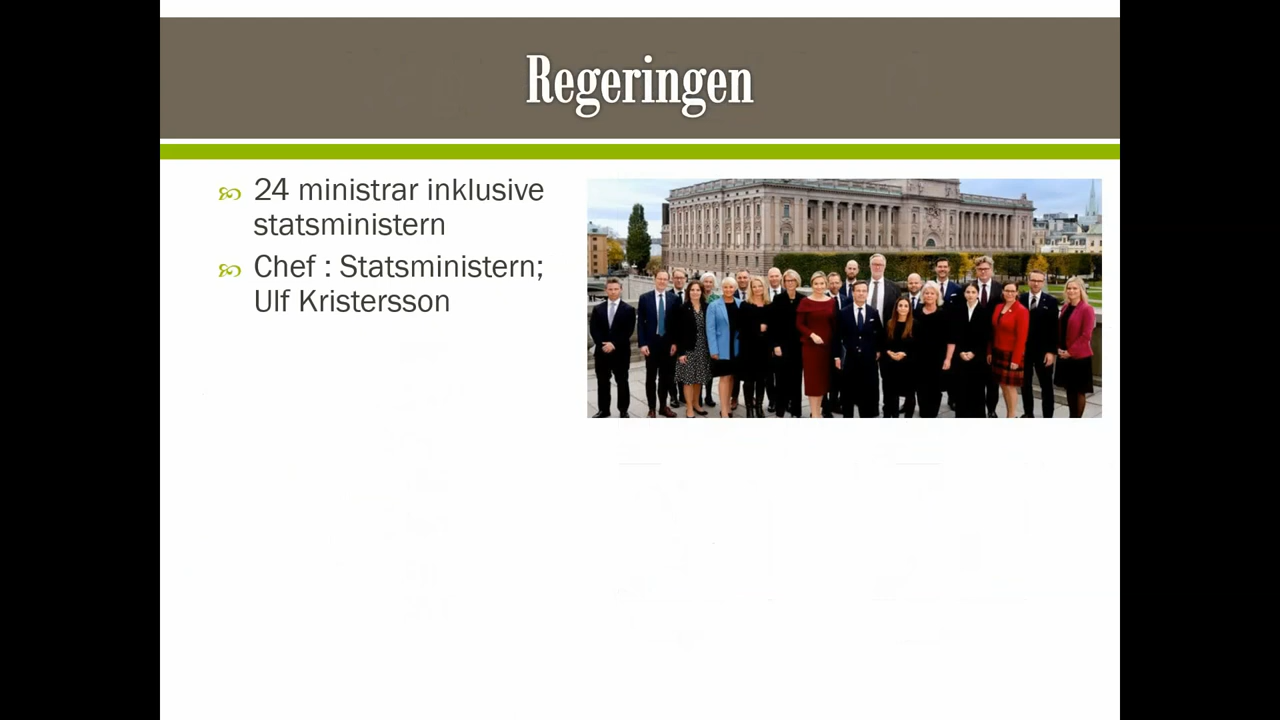 Regeringen
24 ministrar inklusive
statsministern
Chef : Statsministern;
Ulf Kristersson